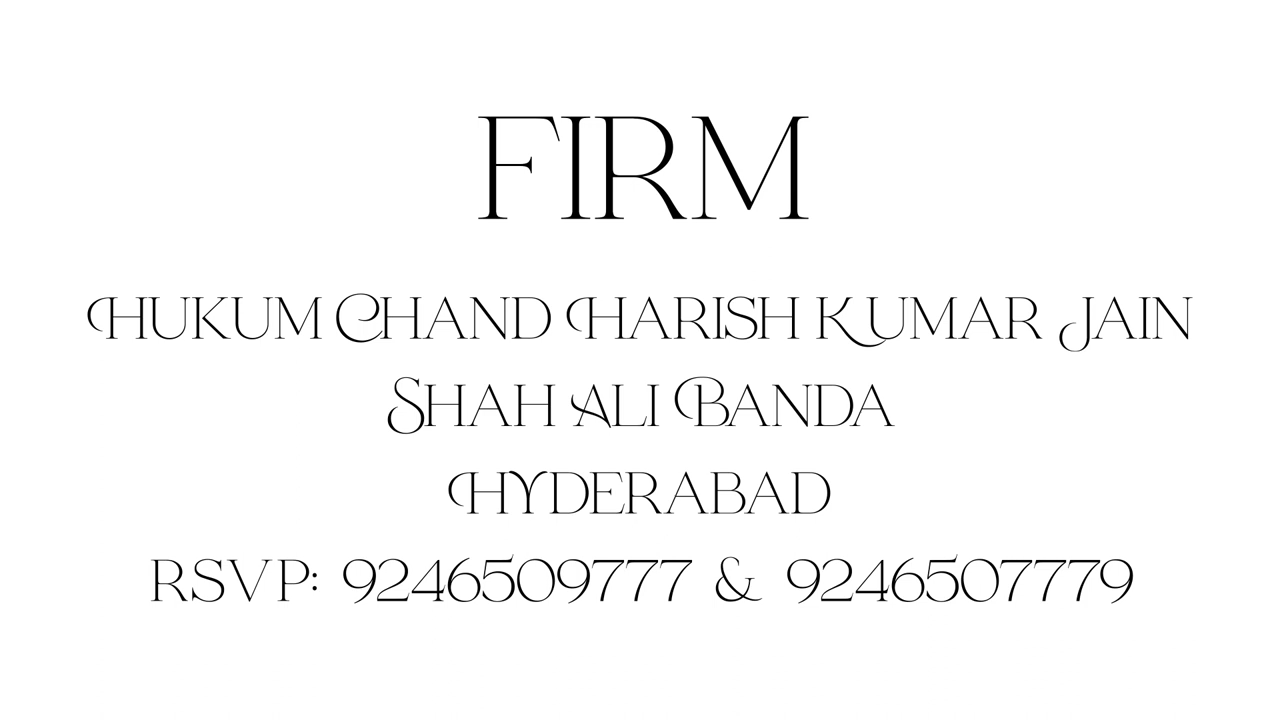 FIRM
Hukum Chand Harish Kumar Jain
Shah Ali Banda
Hyderabad
RSVP: 9246509777 & 9246507779